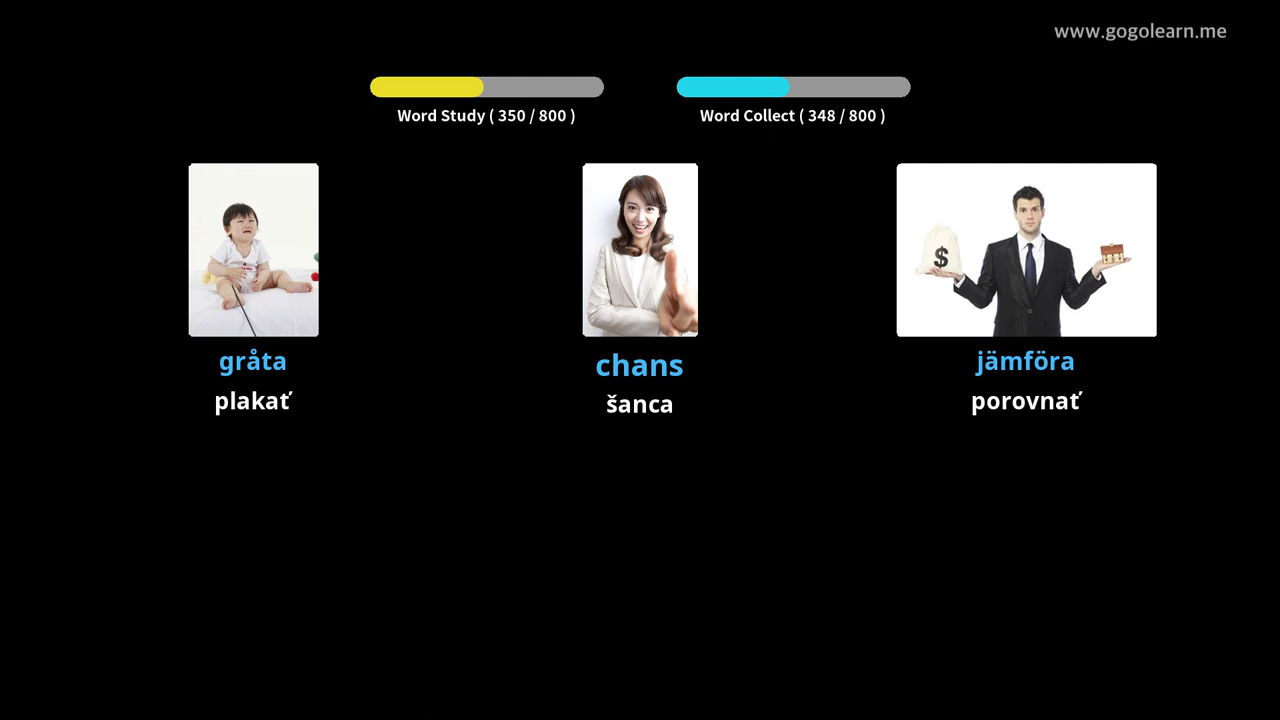 www.gogolearn.me
Word Study ( 350 / 800 )
Word Collect ( 348 / 800 )
$
gråta
chans
jämföra
plakať
šanca
porovnať